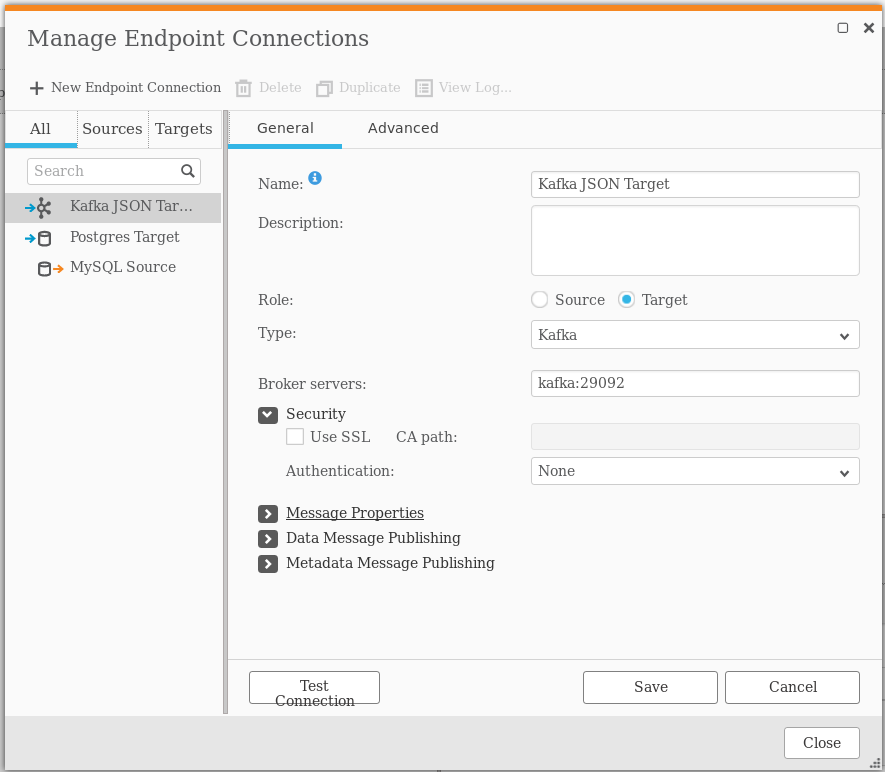 Manage Endpoint Connections
New Endpoint Connection Delete Duplicate View Log...
All Sources Targets
General Advanced
Search
Kafka JSON Tar...
Postgres Target
MySQL Source
Name: Kafka JSON Target
Description:
Role: Source Target
Type: Kafka
Broker servers: kafka:29092
Security
Use SSL CA path:
Authentication: None
Message Properties
Data Message Publishing
Metadata Message Publishing
Test
Connection
Save Cancel
Close